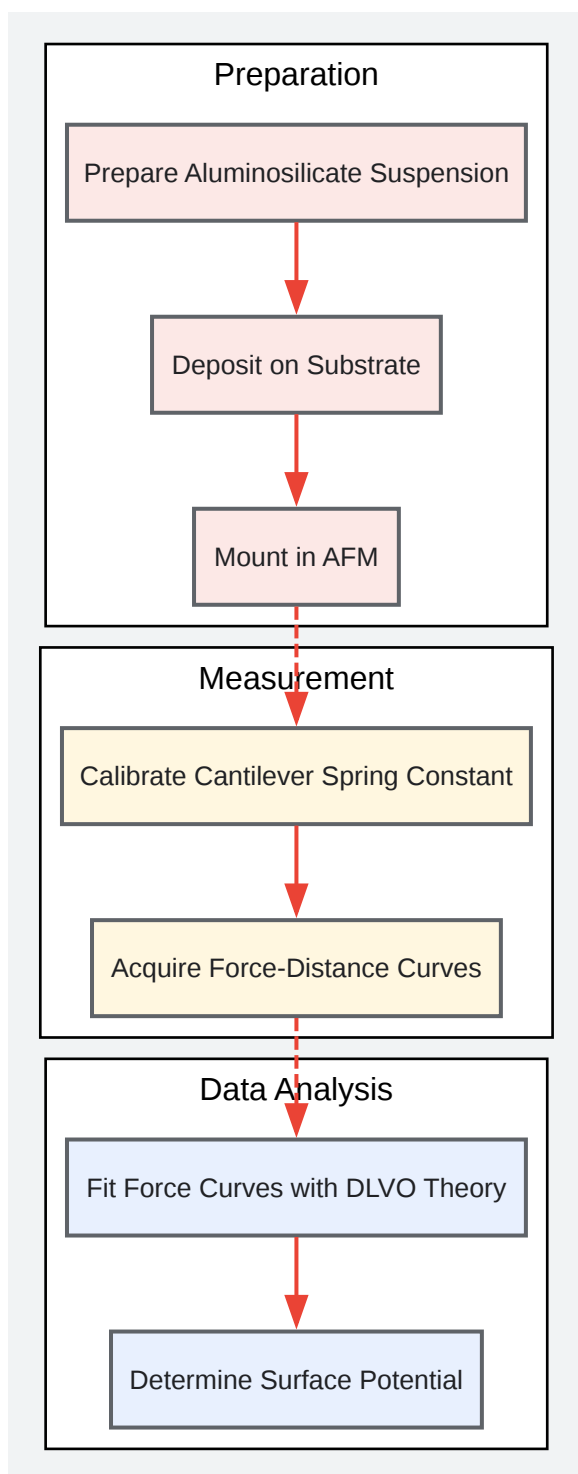 Preparation
Prepare Aluminosilicate Suspension
Deposit on Substrate
Mount in AFM
Measurement
Calibrate Cantilever Spring Constant
Acquire Force-Distance Curves
Data Analysis
Fit Force Curves with DLVO Theory
Determine Surface Potential